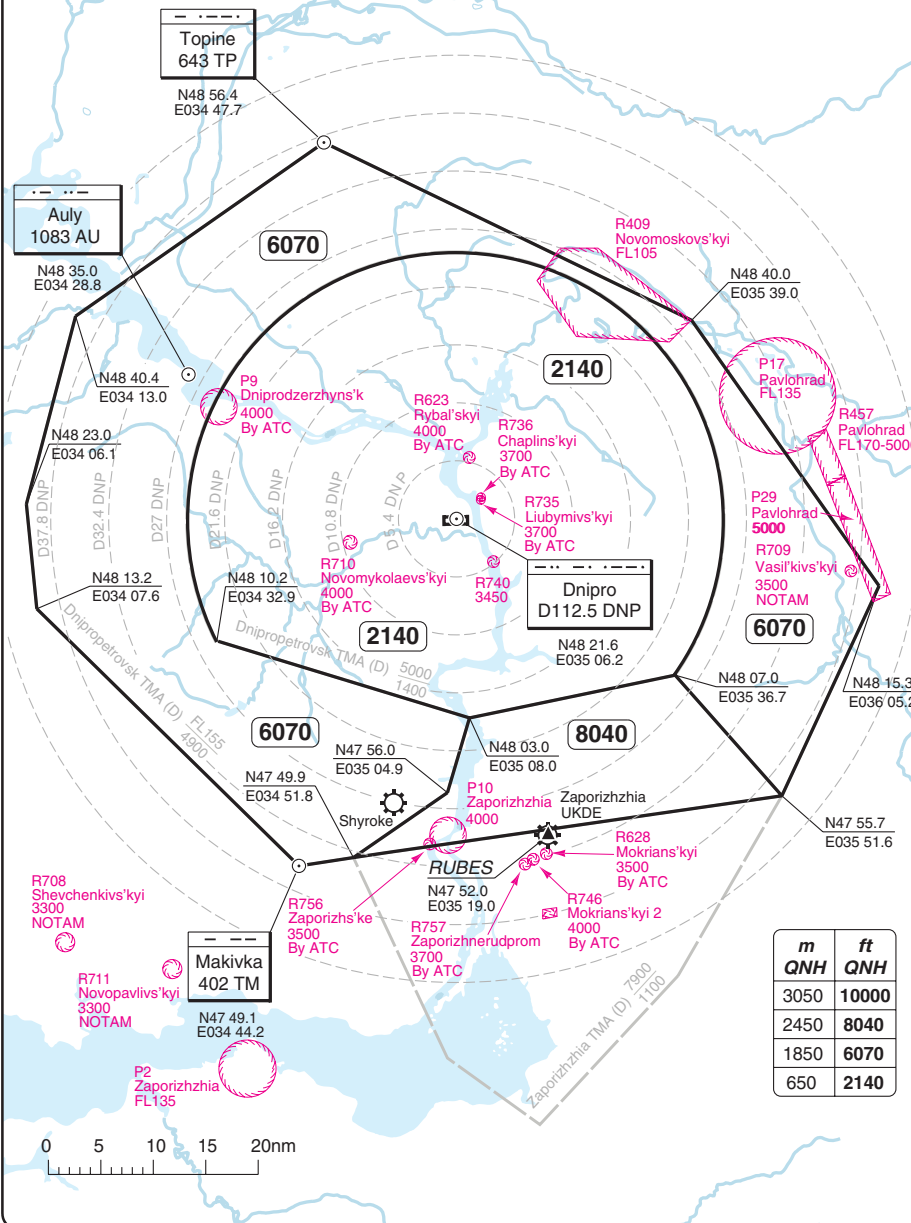 Topine
643 TP
N48 56.4
E034 47.7
Auly
1083 AU
N48 35.0
E034 28.8
6070
R409
Novomoskovs'kyi
FL105
N48 40.0
E035 39.0
N48 40.4
E034 13.0
P9
Dniprodzerzhyns'k
4000
By ATC
2140
P17
Pavlohrad
FL135
R623
Rybal'skyi
4000
By ATC
R736
Chaplins'kyi
3700
By ATC
R457
Pavlohrad
FL170-5000
N48 23.0
E034 06.1
D37.8 DNP
D32.4 DNP
D27 DNP
D21.6 DNP
D16.2 DNP
D10.8 DNP
D5.4 DNP
R735
Liubymivs'kyi
3700
By ATC
P29
Pavlohrad
5000
R710
Novomykolaevs'kyi
4000
By ATC
R740
3450
R709
Vasil'kivs'kyi
3500
NOTAM
Dnipro
D112.5 DNP
N48 21.6
E035 06.2
N48 13.2
E034 07.6
N48 10.2
E034 32.9
2140
6070
Dnipropetrovsk TMA (D) 5000
1400
Dnipropetrovsk TMA (D) FL155
4900
N48 07.0
E035 36.7
N48 15.3
E036 05.2
6070
8040
N47 56.0
E035 04.9
N48 03.0
E035 08.0
N47 49.9
E034 51.8
Shyroke
P10
Zaporizhzhia
4000
Zaporizhzhia
UKDE
N47 55.7
E035 51.6
RUBES
N47 52.0
E035 19.0
R628
Mokrians'kyi
3500
By ATC
R756
Zaporizhs'ke
3500
By ATC
R746
Mokrians'kyi 2
4000
By ATC
R757
Zaporizhnerudprom
3700
By ATC
R708
Shevchenkivs'kyi
3300
NOTAM
R711
Novopavlivs'kyi
3300
NOTAM
Makivka
402 TM
N47 49.1
E034 44.2
P2
Zaporizhzhia
FL135
Zaporizhzhia TMA (D) 7900
1100
m ft
QNH QNH
3050 10000
2450 8040
1850 6070
650 2140
0 5 10 15 20nm